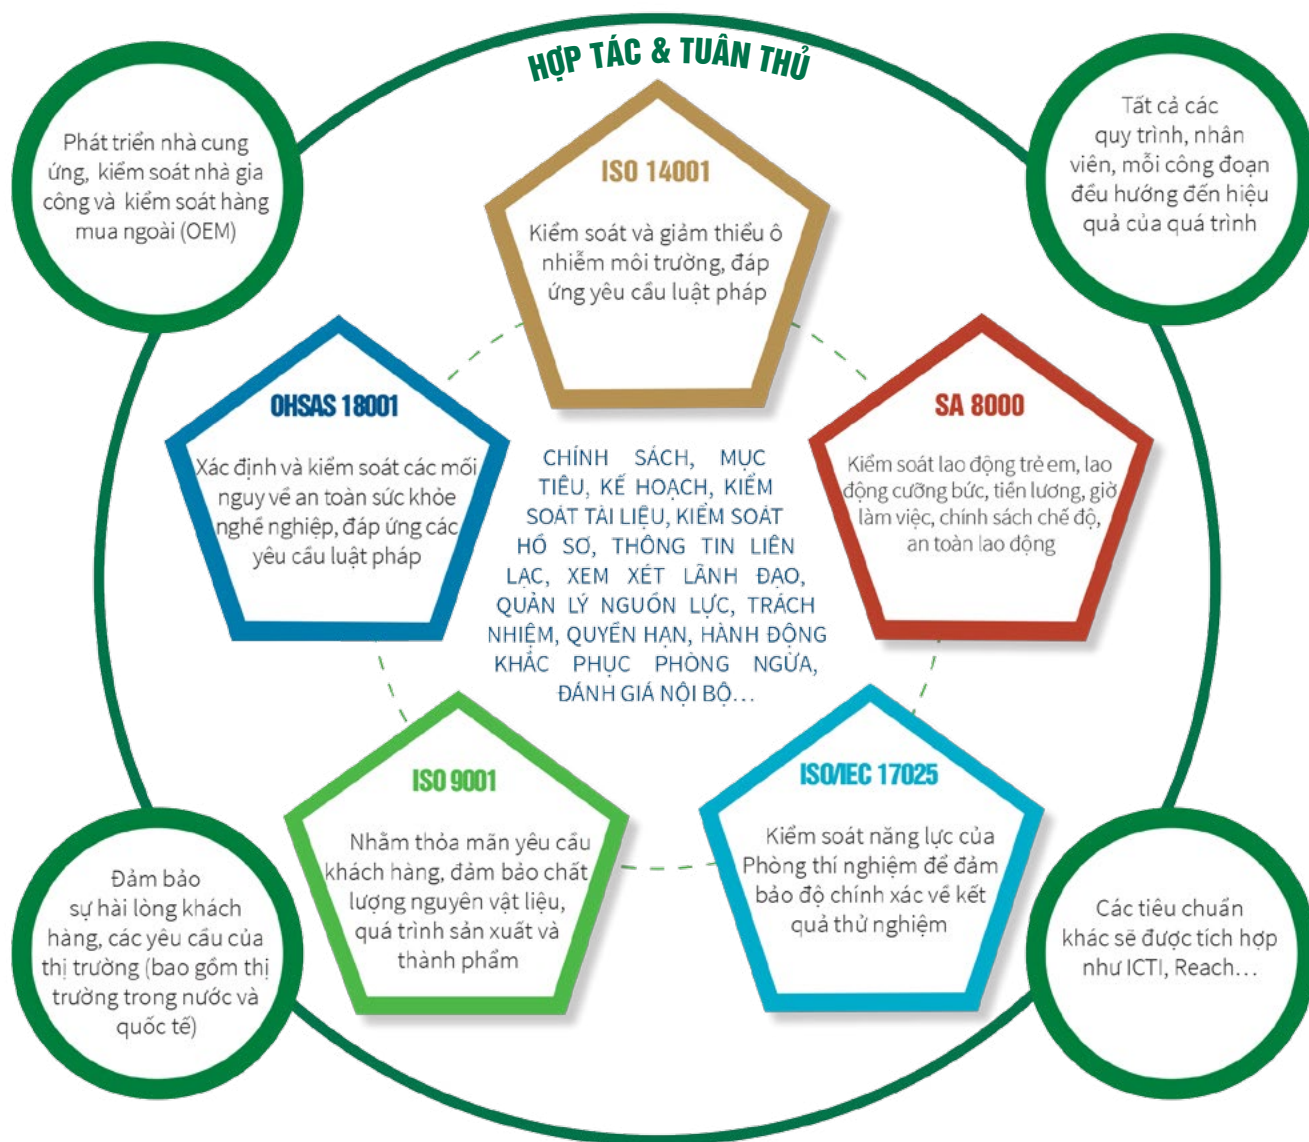 HỢP TÁC & TUÂN THỦ
Phát triển nhà cung
ứng, kiểm soát nhà gia
công và kiểm soát hàng
mua ngoài (OEM)
Tất cả các
quy trình, nhân
viên, mỗi công đoạn
đều hướng đến hiệu
quả của quá trình
ISO 14001
Kiểm soát và giảm thiểu ô
nhiễm môi trường, đáp
ứng yêu cầu luật pháp
OHSAS 18001
Xác định và kiểm soát các mối
nguy về an toàn sức khỏe
nghề nghiệp, đáp ứng các
yêu cầu luật pháp
SA 8000
Kiểm soát lao động trẻ em, lao
động cưỡng bức, tiền lương, giờ
làm việc, chính sách chế độ,
an toàn lao động
CHÍNH SÁCH, MỤC
TIÊU, KẾ HOẠCH, KIỂM
SOÁT TÀI LIỆU, KIỂM SOÁT
HỒ SƠ, THÔNG TIN LIÊN
LẠC, XEM XÉT LÃNH ĐẠO,
QUẢN LÝ NGUỒN LỰC, TRÁCH
NHIỆM, QUYỀN HẠN, HÀNH ĐỘNG
KHẮC PHỤC PHÒNG NGỪA,
ĐÁNH GIÁ NỘI BỘ...
ISO 9001
Nhằm thỏa mãn yêu cầu
khách hàng, đảm bảo chất
lượng nguyên vật liệu,
quá trình sản xuất và
thành phẩm
ISO/IEC 17025
Kiểm soát năng lực của
Phòng thí nghiệm để đảm
bảo độ chính xác về kết
quả thử nghiệm
Đảm bảo
sự hài lòng khách
hàng, các yêu cầu của
thị trường (bao gồm thị
trường trong nước và
quốc tế)
Các tiêu chuẩn
khác sẽ được tích hợp
như ICTI, Reach...